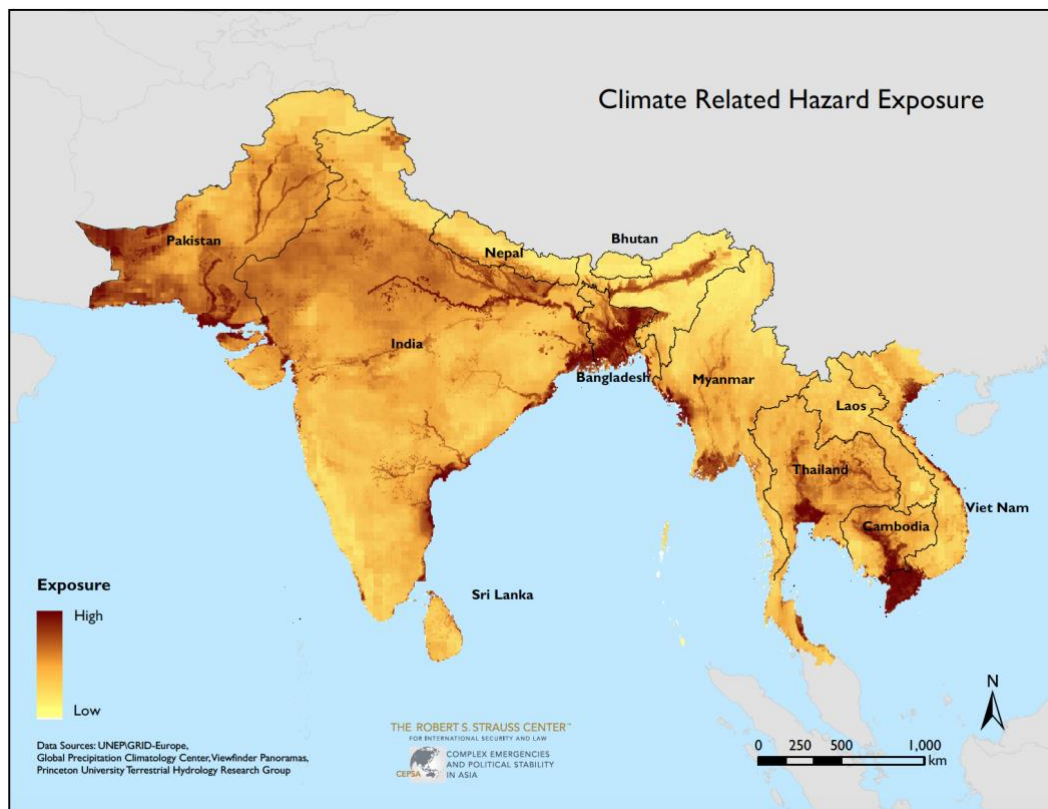 Climate Related Hazard Exposure
Pakistan
Nepal
Bhutan
India
Bangladesh
Myanmar
Laos
Thailand
Viet Nam
Cambodia
Sri Lanka
Exposure
High
Low
N
0 250 500 1,000
km
Data Sources: UNEP\GRID-Europe,
Global Precipitation Climatology Center, Viewfinder Panoramas,
Princeton University Terrestrial Hydrology Research Group
THE ROBERT S. STRAUSS CENTER™
FOR INTERNATIONAL SECURITY AND LAW
CEPSA
COMPLEX EMERGENCIES
AND POLITICAL STABILITY
IN ASIA